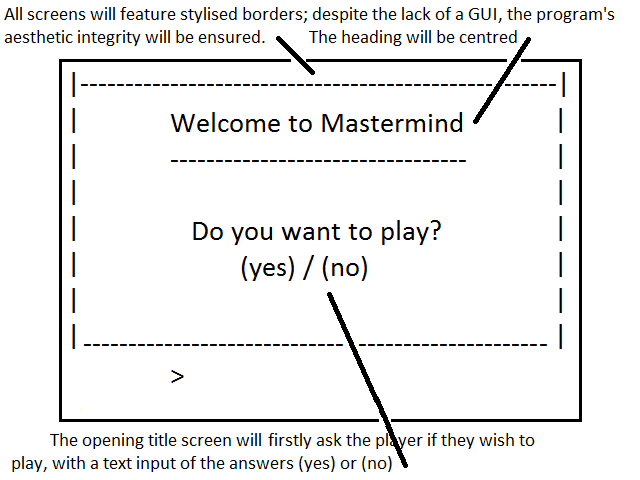 All screens will feature stylised borders; despite the lack of a GUI, the program's
aesthetic integrity will be ensured. The heading will be centred
|-----------------------------------------------------|
Welcome to Mastermind
---------------------------------
Do you want to play?
(yes) / (no)
|-----------------------------------------------------|
>
The opening title screen will firstly ask the player if they wish to
play, with a text input of the answers (yes) or (no)